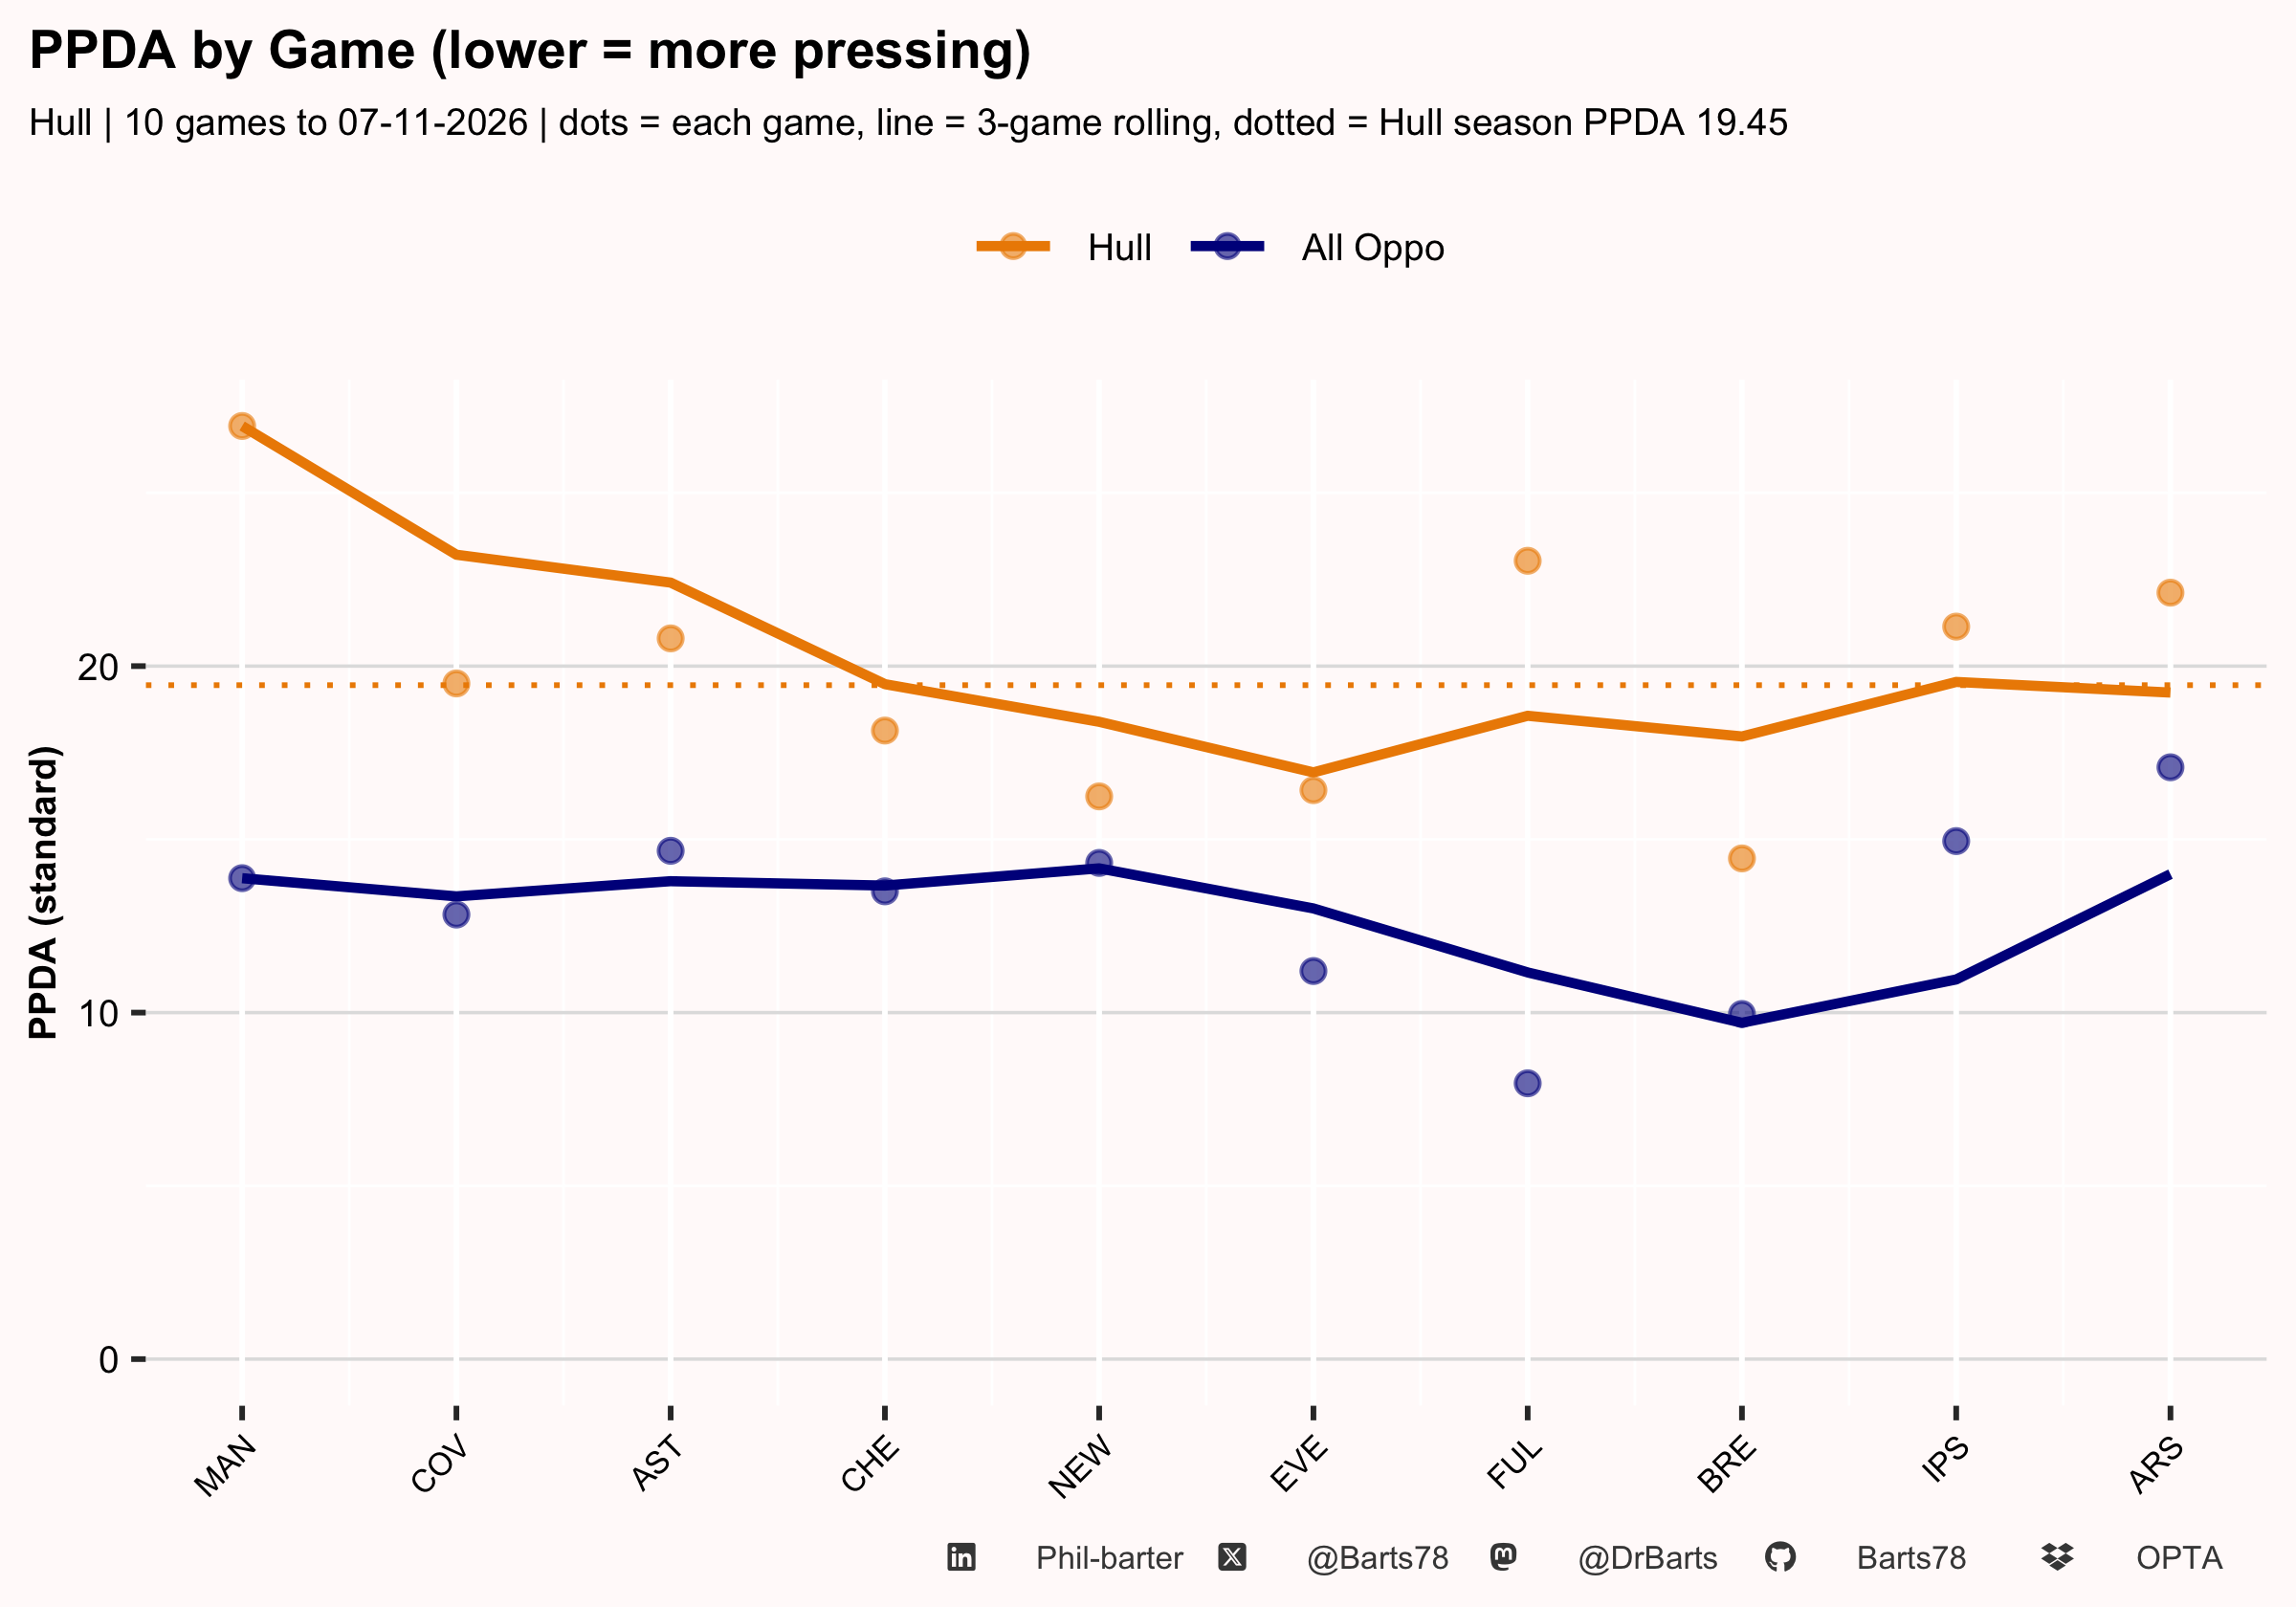 PPDA by Game (lower = more pressing)
Hull | 10 games to 07-11-2026 | dots = each game, line = 3-game rolling, dotted = Hull season PPDA 19.45
Hull All Oppo
PPDA (standard)
20
10
0
MAN COV AST CHE NEW EVE FUL BRE IPS ARS
Phil-barter @Barts78 @DrBarts Barts78 OPTA